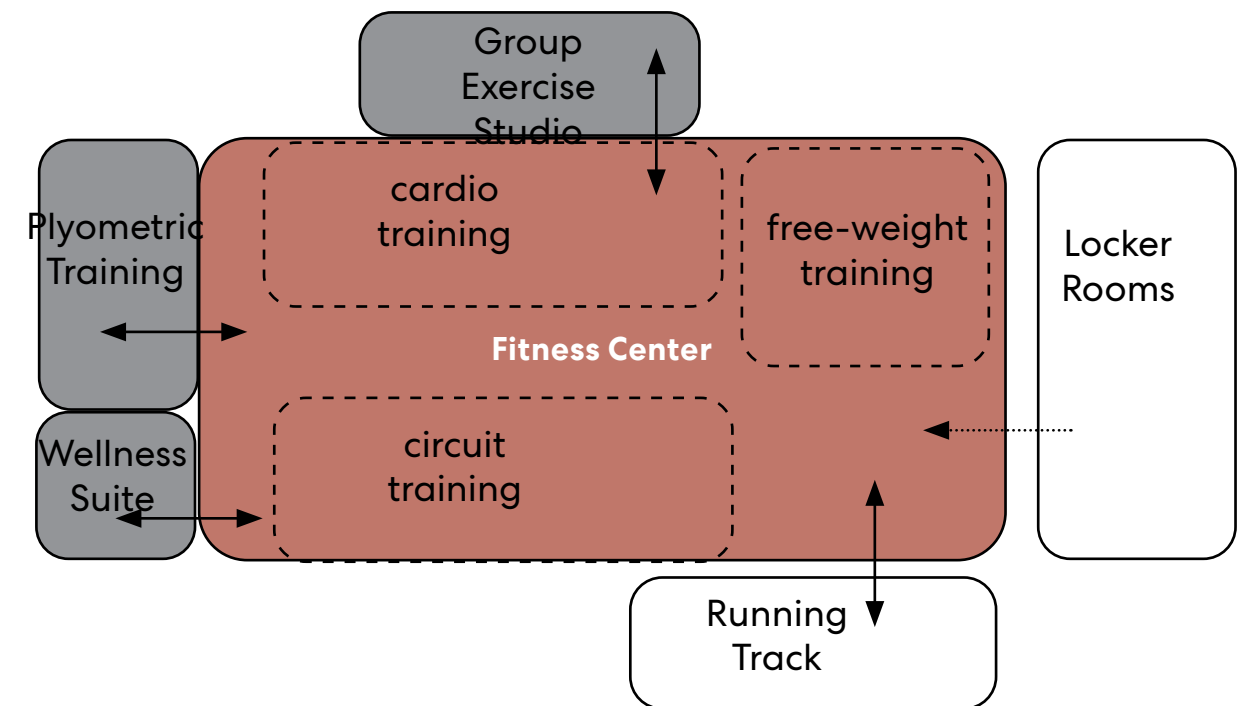 Group
Exercise
Studio
Plyometric
Training
cardio
training
free-weight
training
Locker
Rooms
Fitness Center
Wellness
Suite
circuit
training
Running
Track